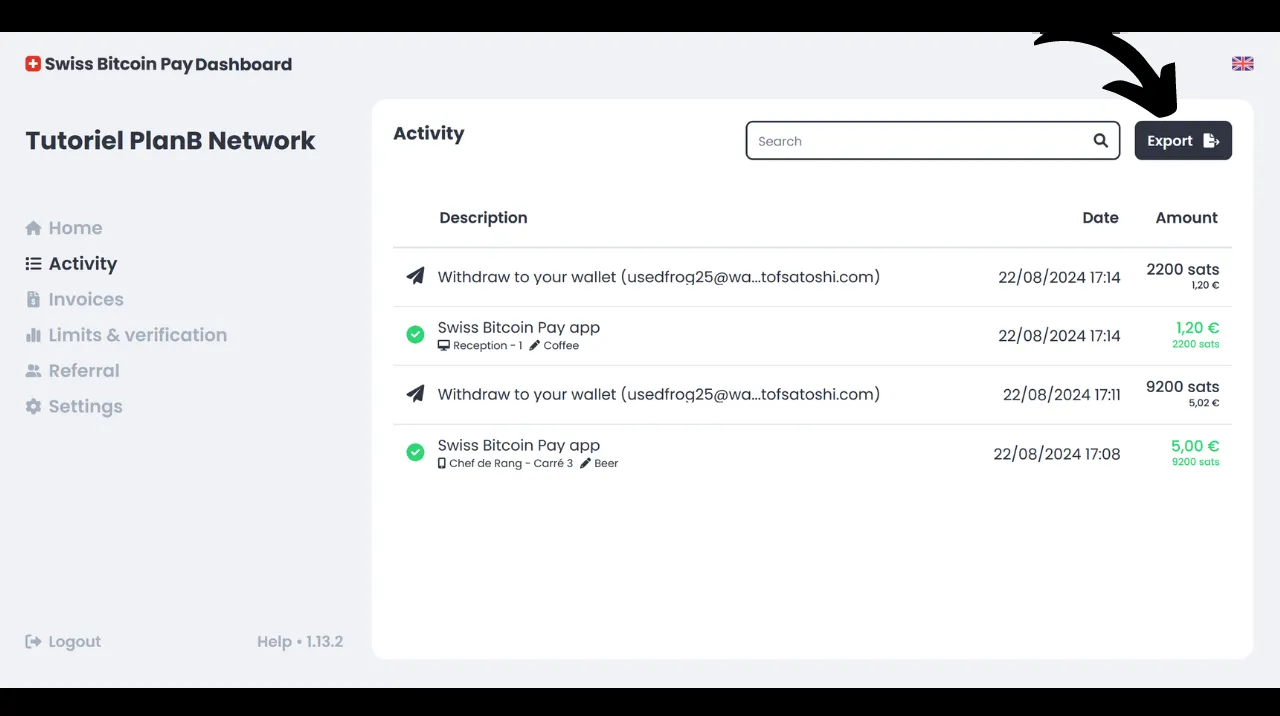 Swiss Bitcoin Pay Dashboard
Tutoriel PlanB Network
Home
Activity
Invoices
Limits & verification
Referral
Settings
Logout
Help • 1.13.2
Activity
Search
Export
Description Date Amount
Withdraw to your wallet (usedfrog25@wa...tofsatoshi.com) 22/08/2024 17:14 2200 sats
1,20 €
Swiss Bitcoin Pay app 22/08/2024 17:14 1,20 €
Reception - 1 Coffee 2200 sats
Withdraw to your wallet (usedfrog25@wa...tofsatoshi.com) 22/08/2024 17:11 9200 sats
5,02 €
Swiss Bitcoin Pay app 22/08/2024 17:08 5,00 €
Chef de Rang - Carré 3 Beer 9200 sats